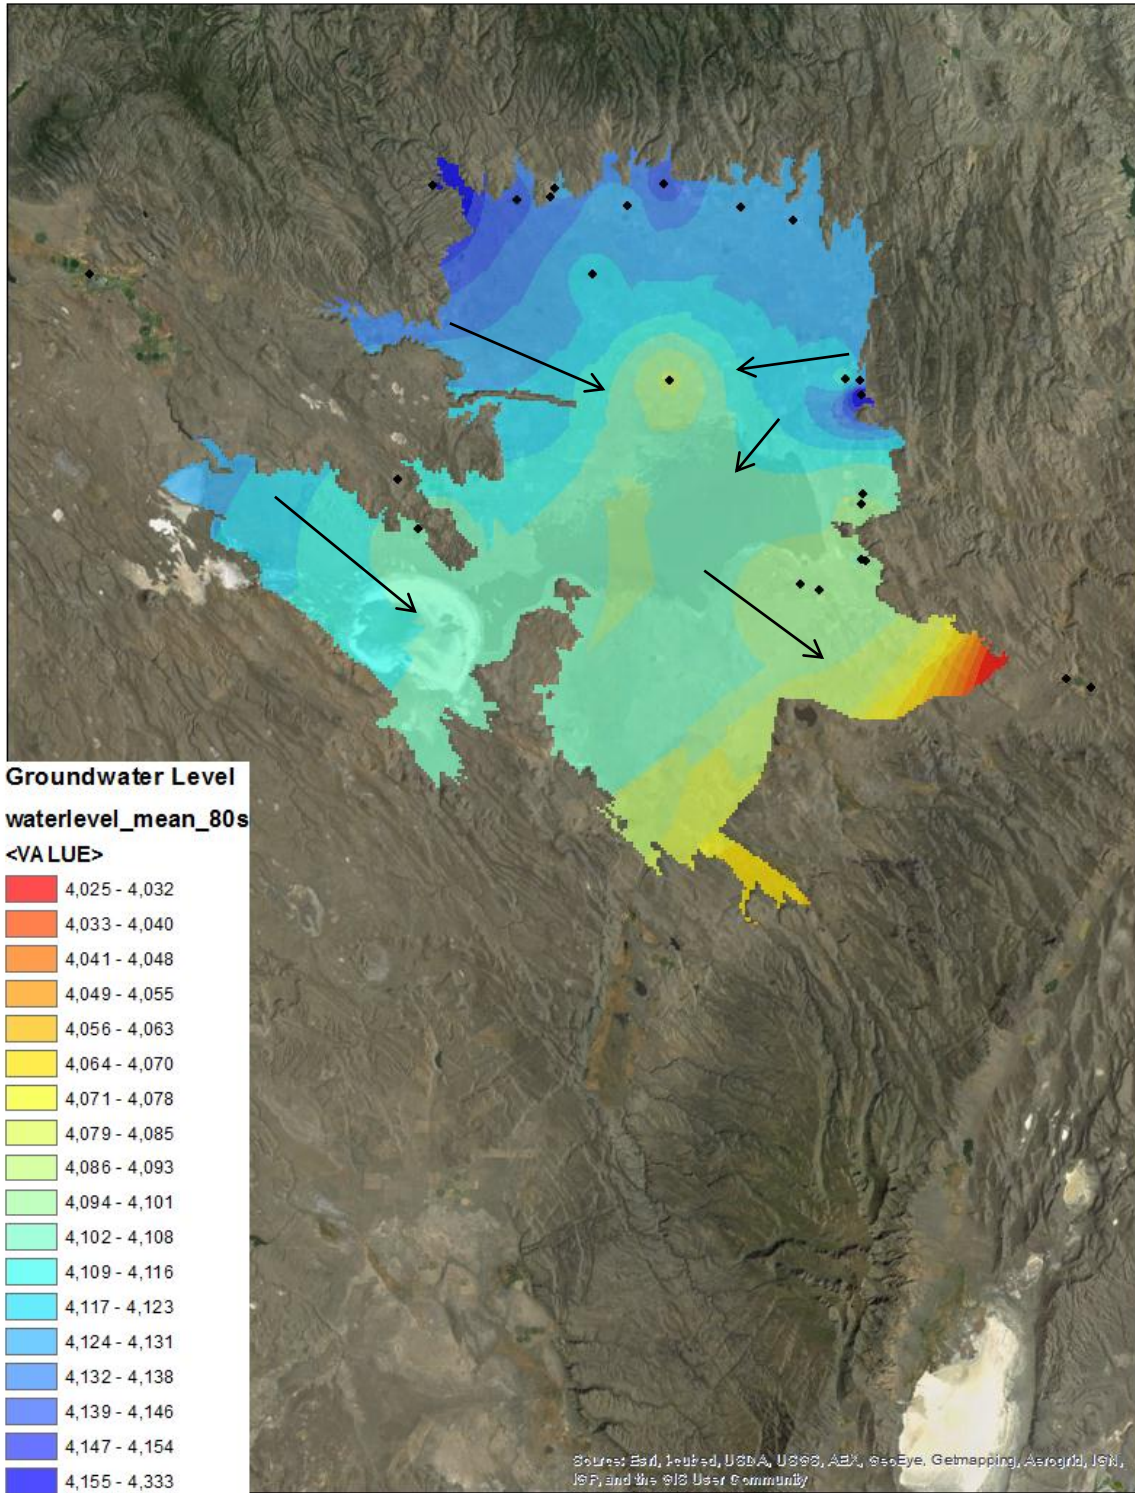 Groundwater Level
waterlevel_mean_80s
<VALUE>
4,025 - 4,032
4,033 - 4,040
4,041 - 4,048
4,049 - 4,055
4,056 - 4,063
4,064 - 4,070
4,071 - 4,078
4,079 - 4,085
4,086 - 4,093
4,094 - 4,101
4,102 - 4,108
4,109 - 4,116
4,117 - 4,123
4,124 - 4,131
4,132 - 4,138
4,139 - 4,146
4,147 - 4,154
4,155 - 4,333
Source: Esri, i-cubed, USDA, USGS, AEX, GeoEye, Getmapping, Aerogrid, IGN,
IGP, and the GIS User Community